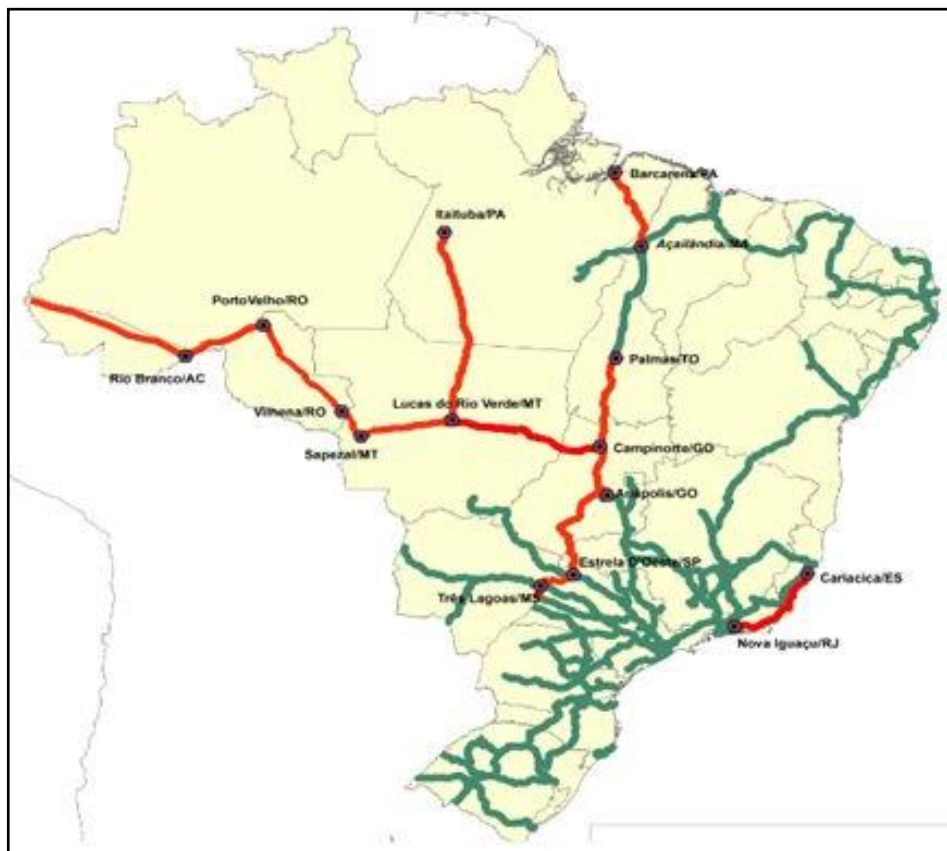 Barcarena/PA
Itaituba/PA
Açailândia/MA
PortoVelho/RO
Palmas/TO
Rio Branco/AC
Lucas do Rio Verde/MT
Vilhena/RO
Sapezal/MT
Campinorte/GO
Anápolis/GO
Estrela D'Oeste/SP
Cariacica/ES
Três Lagoas/MS
Nova Iguaçu/RJ